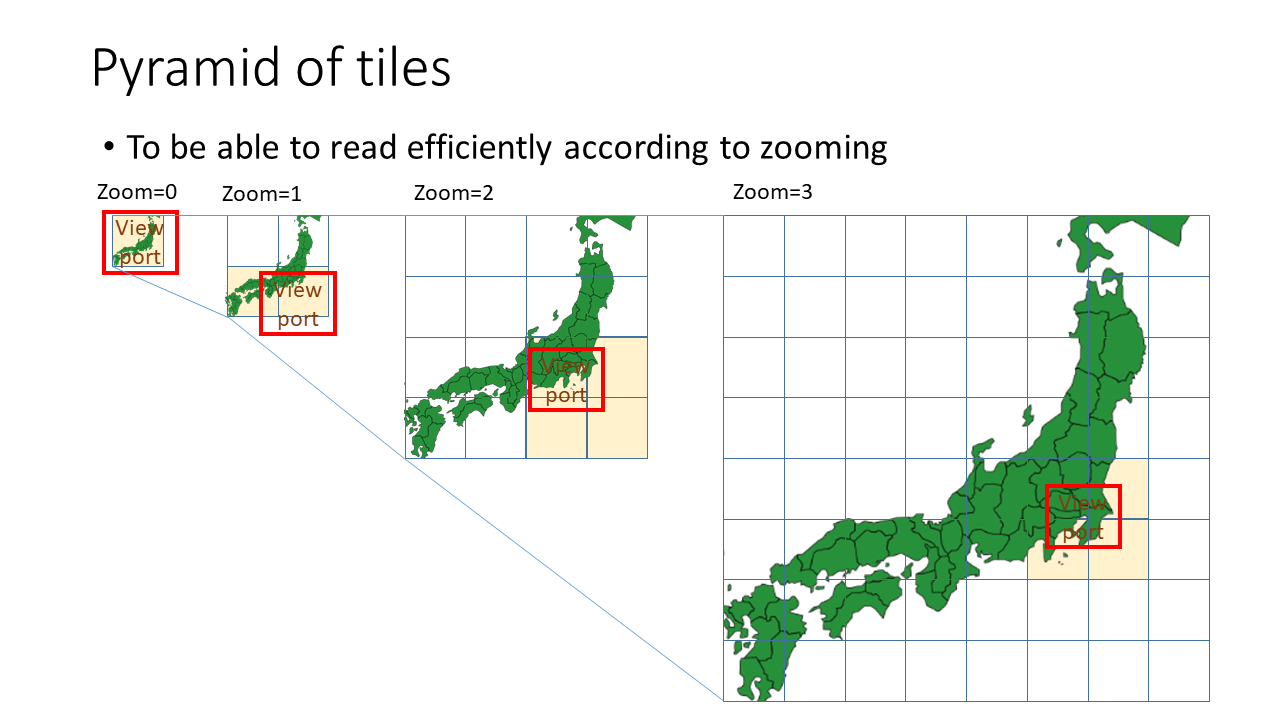 Pyramid of tiles
• To be able to read efficiently according to zooming
Zoom=0
Zoom=1
Zoom=2
Zoom=3
View
port
View
port
View
port
View
port